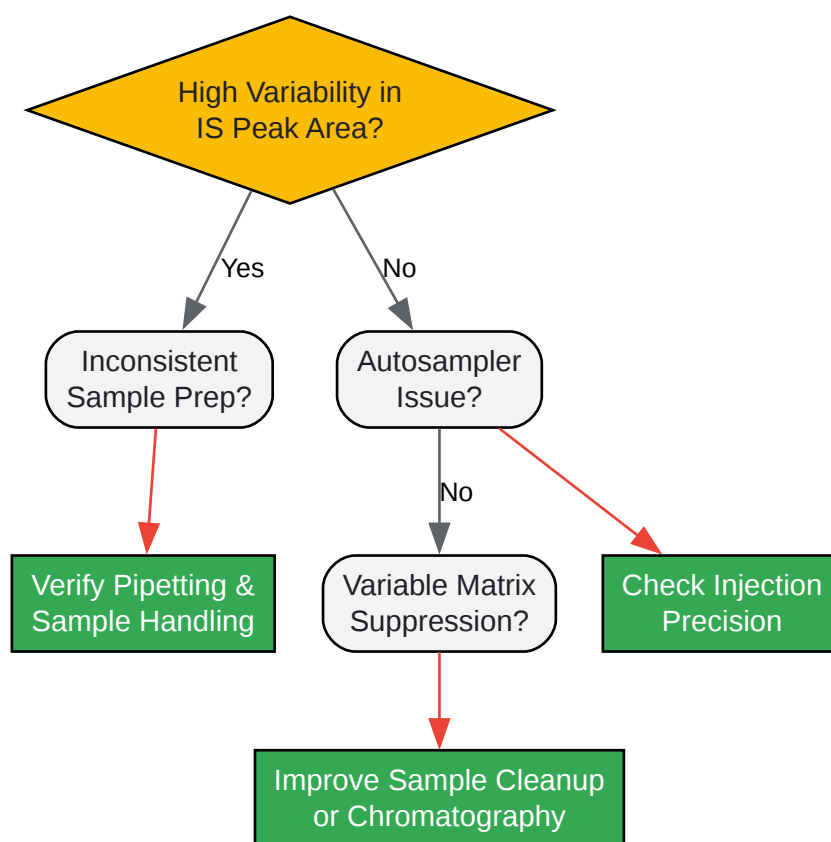 High Variability in
IS Peak Area?
Yes
No
Inconsistent
Sample Prep?
Autosampler
Issue?
No
Verify Pipetting &
Sample Handling
Variable Matrix
Suppression?
Check Injection
Precision
Improve Sample Cleanup
or Chromatography